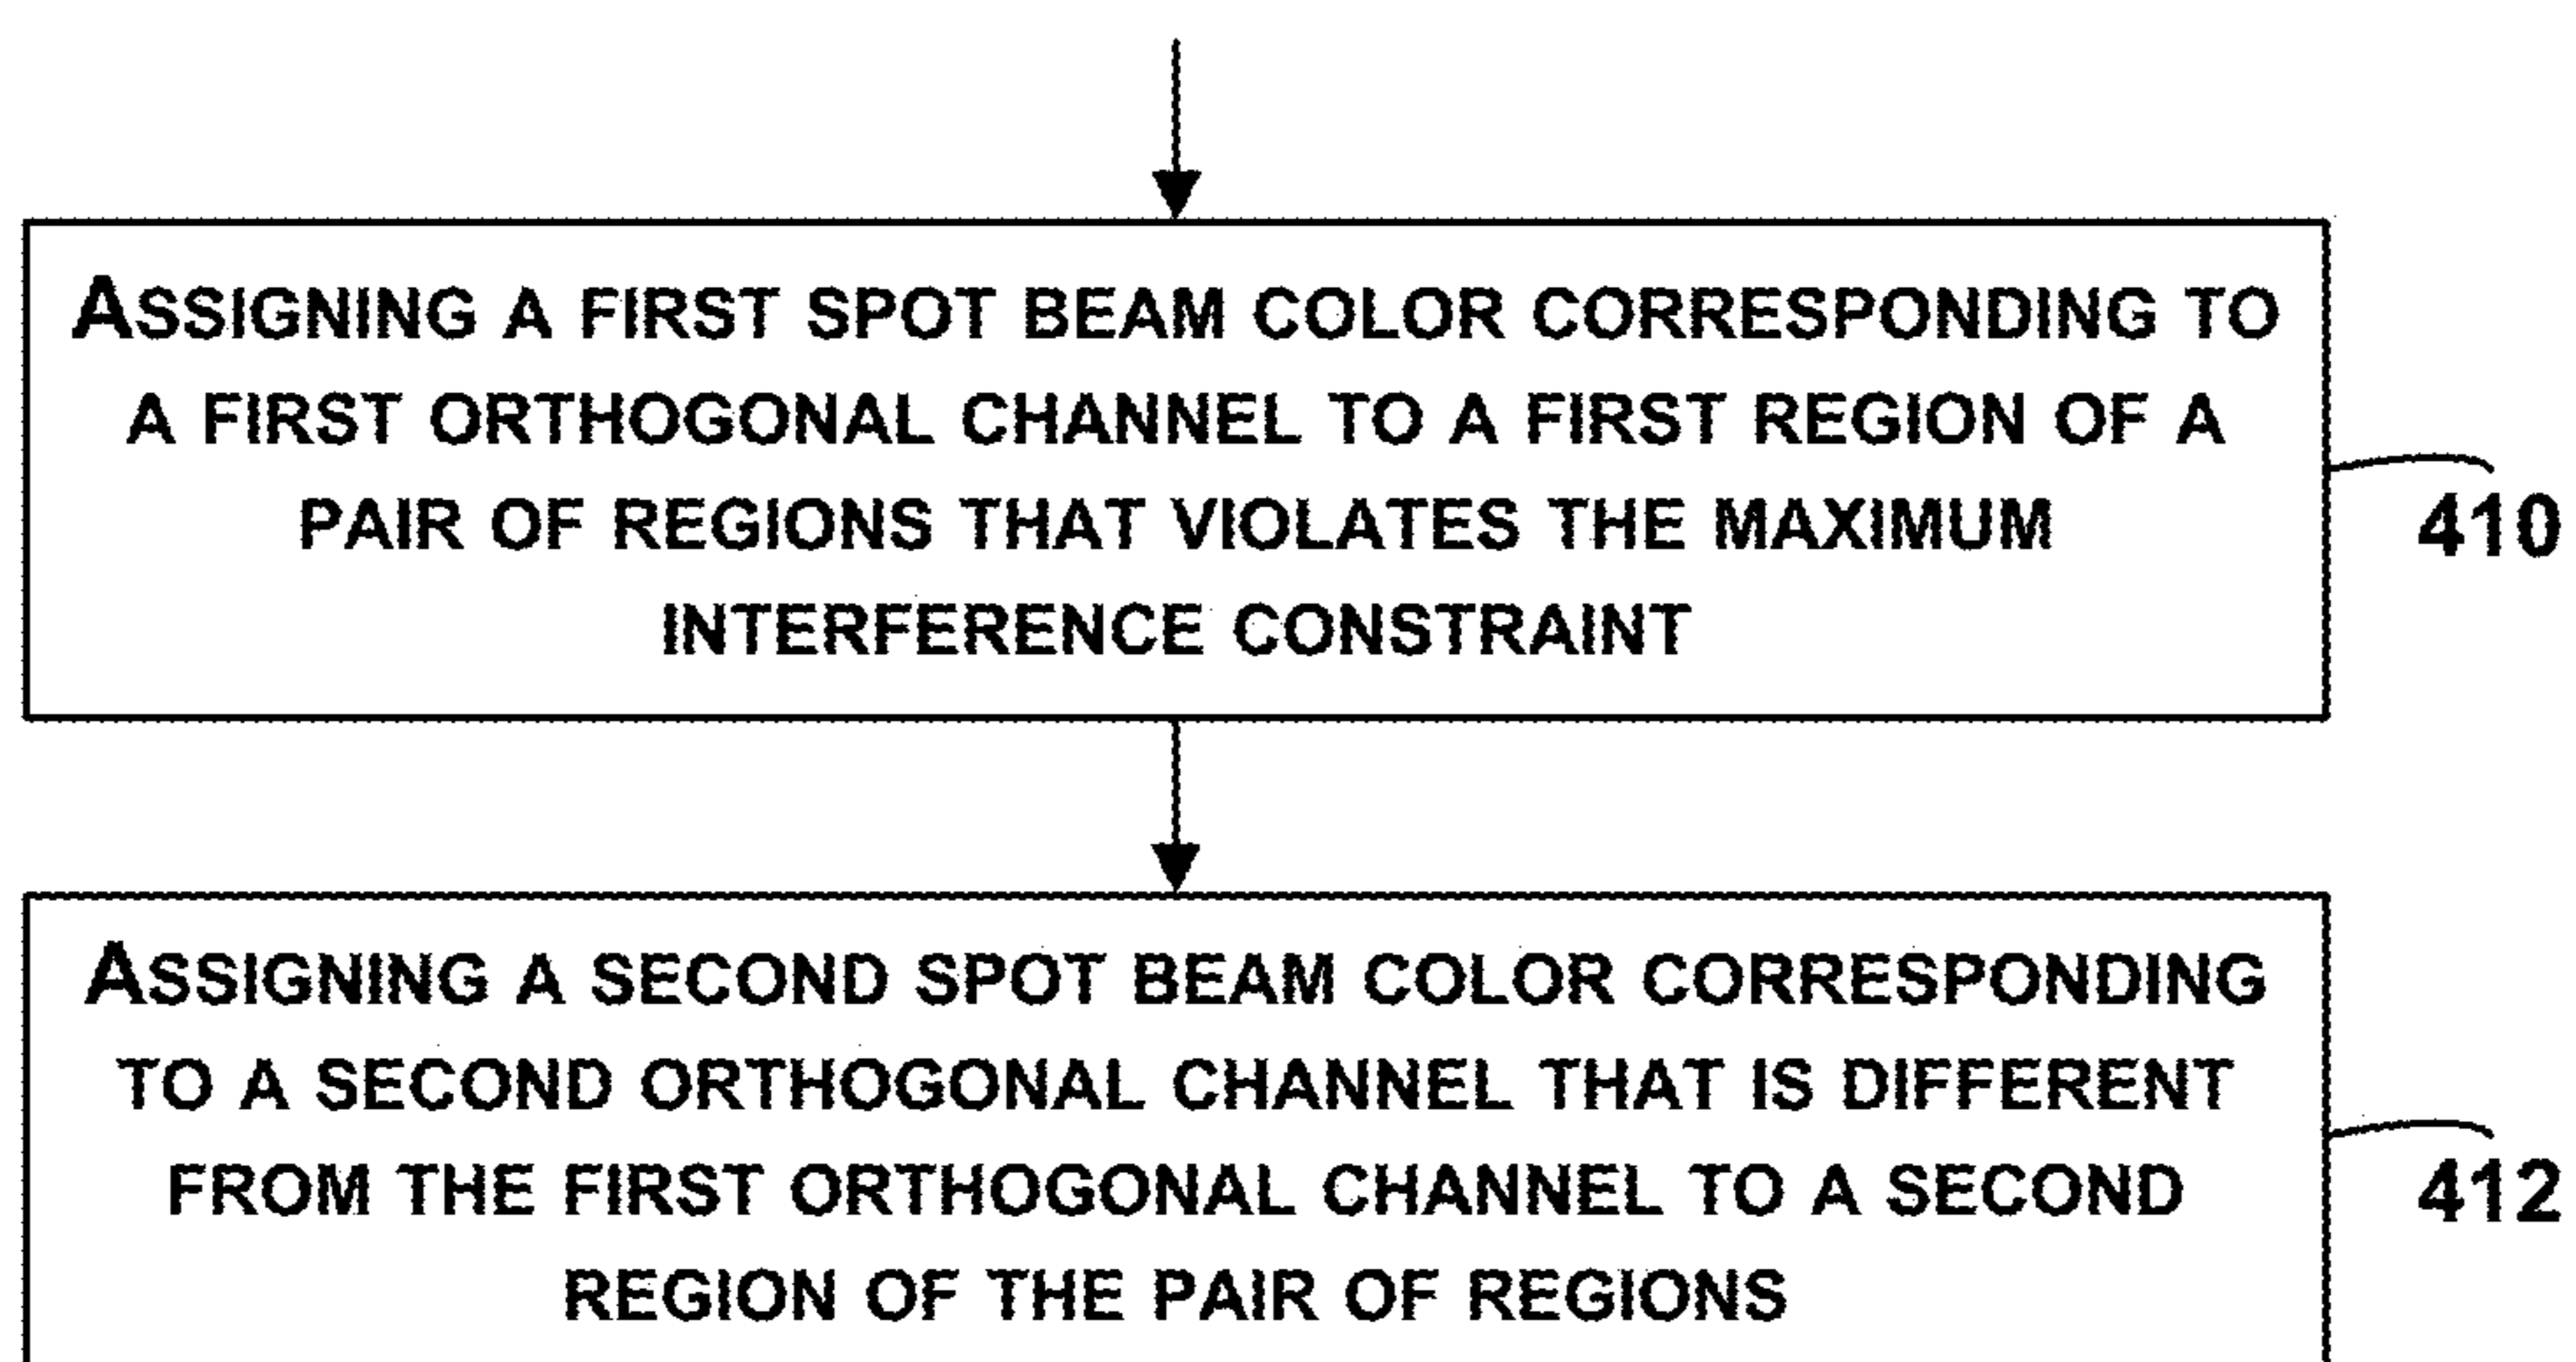 ASSIGNING A FIRST SPOT BEAM COLOR CORRESPONDING TO
A FIRST ORTHOGONAL CHANNEL TO A FIRST REGION OF A
PAIR OF REGIONS THAT VIOLATES THE MAXIMUM
INTERFERENCE CONSTRAINT
410
ASSIGNING A SECOND SPOT BEAM COLOR CORRESPONDING
TO A SECOND ORTHOGONAL CHANNEL THAT IS DIFFERENT
FROM THE FIRST ORTHOGONAL CHANNEL TO A SECOND
REGION OF THE PAIR OF REGIONS
412